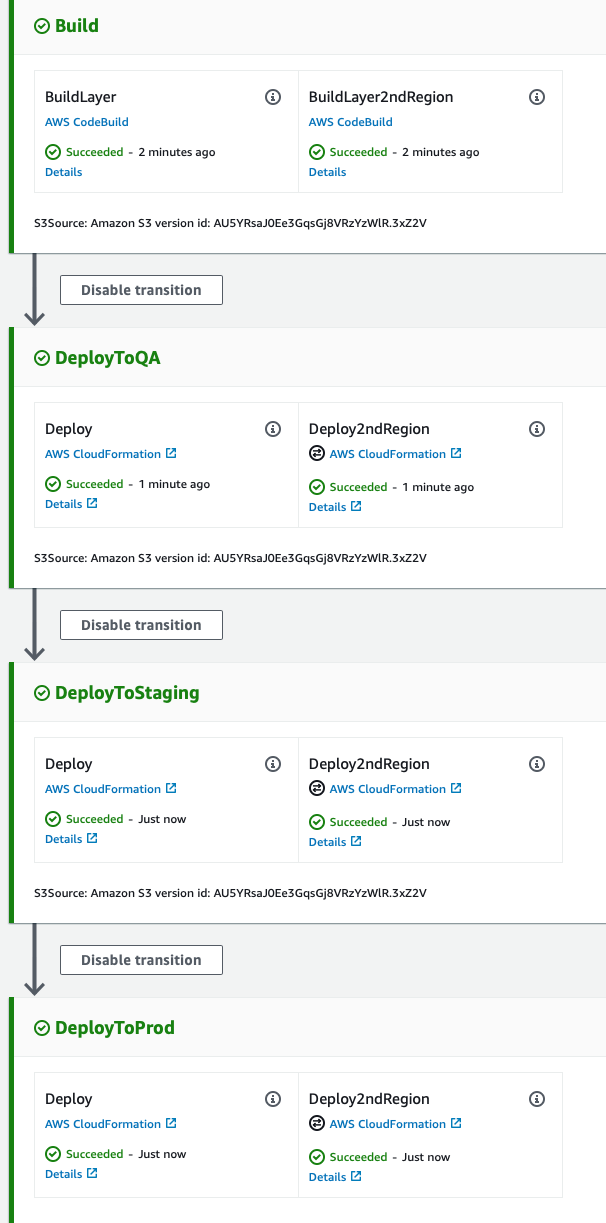 Build
BuildLayer
AWS CodeBuild
Succeeded - 2 minutes ago
Details
BuildLayer2ndRegion
AWS CodeBuild
Succeeded - 2 minutes ago
Details
S3Source: Amazon S3 version id: AU5YRsaJ0Ee3GqsGj8VRzYzWlR.3xZ2V
Disable transition
DeployToQA
Deploy
AWS CloudFormation
Succeeded - 1 minute ago
Details
Deploy2ndRegion
AWS CloudFormation
Succeeded - 1 minute ago
Details
S3Source: Amazon S3 version id: AU5YRsaJ0Ee3GqsGj8VRzYzWlR.3xZ2V
Disable transition
DeployToStaging
Deploy
AWS CloudFormation
Succeeded - Just now
Details
Deploy2ndRegion
AWS CloudFormation
Succeeded - Just now
Details
S3Source: Amazon S3 version id: AU5YRsaJ0Ee3GqsGj8VRzYzWlR.3xZ2V
Disable transition
DeployToProd
Deploy
AWS CloudFormation
Succeeded - Just now
Details
Deploy2ndRegion
AWS CloudFormation
Succeeded - Just now
Details